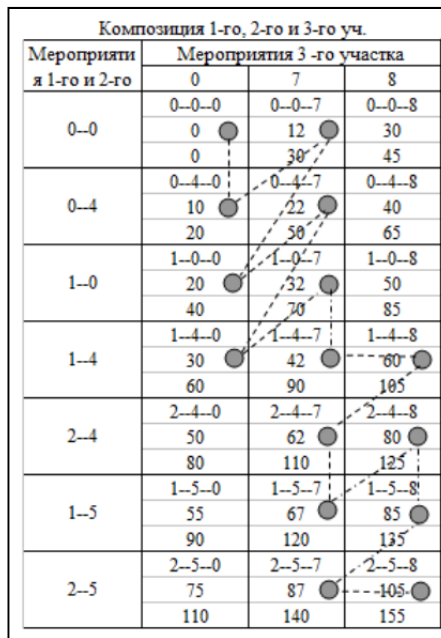 Композиция 1-го, 2-го и 3-го уч.
Мероприяти
я 1-го и 2-го
Мероприятия 3 -го участка
0 7 8
0--0--0 0--0--7 0--0--8
0--0 0 12 30
0 30 45
0--4--0 0--4--7 0--4--8
0--4 10 22 40
20 50 65
1--0--0 1--0--7 1--0--8
1--0 20 32 50
40 70 85
1--4--0 1--4--7 1--4--8
1--4 30 42 60
60 90 105
2--4--0 2--4--7 2--4--8
2--4 50 62 80
80 110 125
1--5--0 1--5--7 1--5--8
1--5 55 67 85
90 120 135
2--5--0 2--5--7 2--5--8
2--5 75 87 105
110 140 155